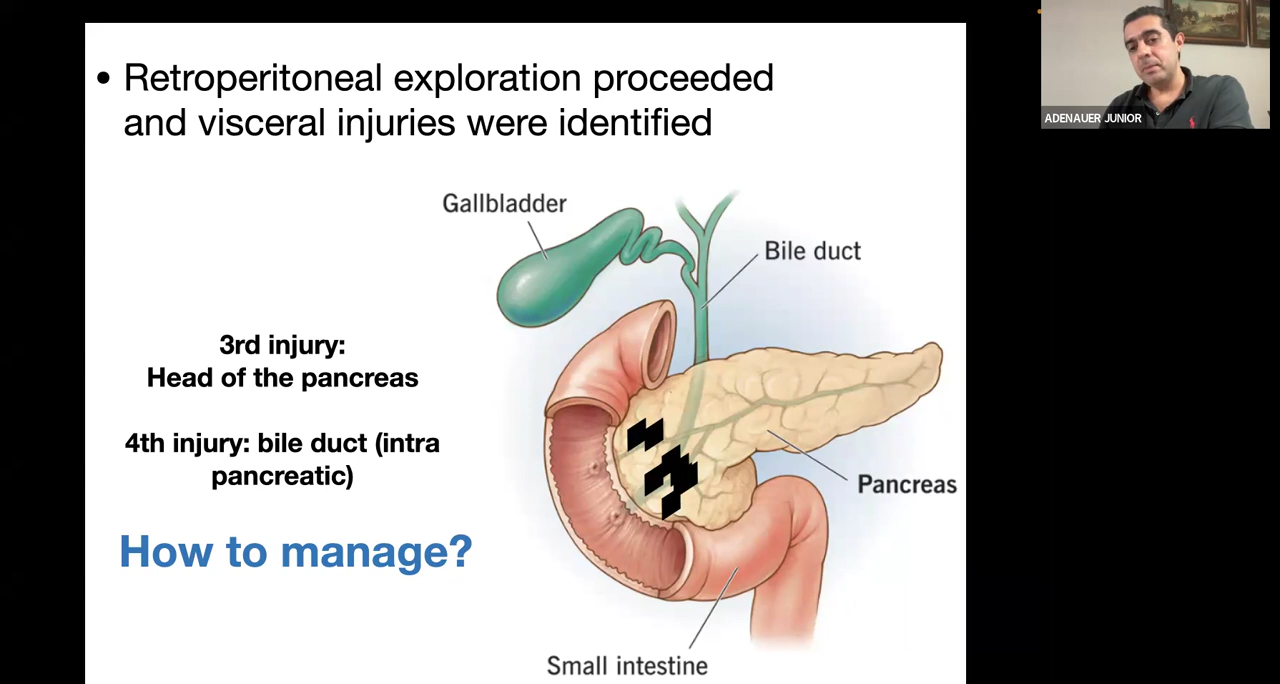 • Retroperitoneal exploration proceeded
and visceral injuries were identified
ADENAUER JUNIOR
Gallbladder
Bile duct
3rd injury:
Head of the pancreas
4th injury: bile duct (intra
pancreatic)
Pancreas
How to manage?
Small intestine